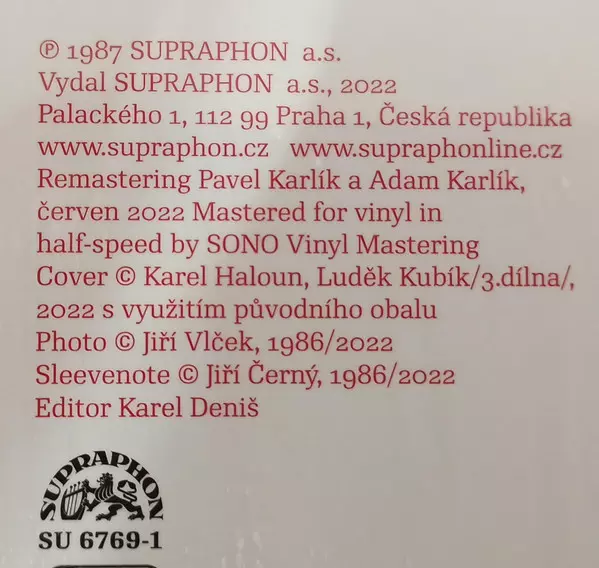 ℗ 1987 SUPRAPHON a.s.
Vydal SUPRAPHON a.s., 2022
Palackého 1, 112 99 Praha 1, Česká republika
www.supraphon.cz www.supraphonline.cz
Remastering Pavel Karlík a Adam Karlík,
červen 2022 Mastered for vinyl in
half-speed by SONO Vinyl Mastering
Cover © Karel Haloun, Luděk Kubík/3.dílna/,
2022 s využitím původního obalu
Photo © Jiří Vlček, 1986/2022
Sleevenote © Jiří Černý, 1986/2022
Editor Karel Deniš
SUPRAPHON
SU 6769-1